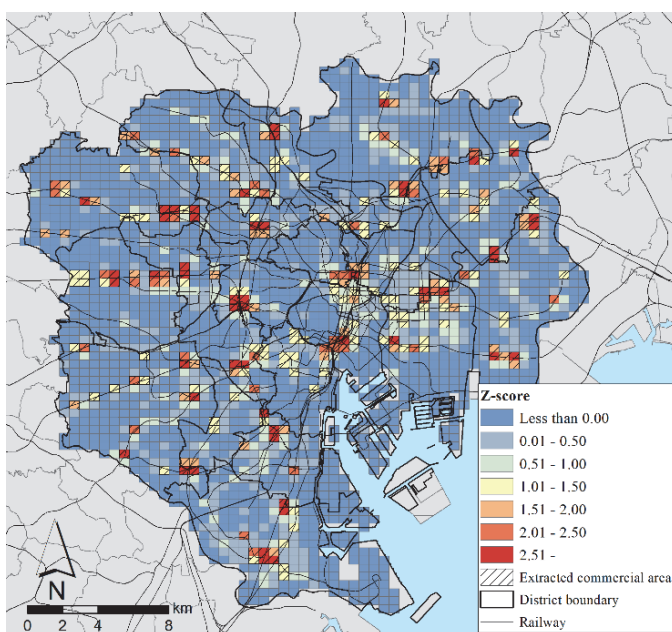 Z-score
Less than 0.00
0.01 - 0.50
0.51 - 1.00
1.01 - 1.50
1.51 - 2.00
2.01 - 2.50
2.51 -
Extracted commercial area
District boundary
Railway
N
km
0 2 4 8